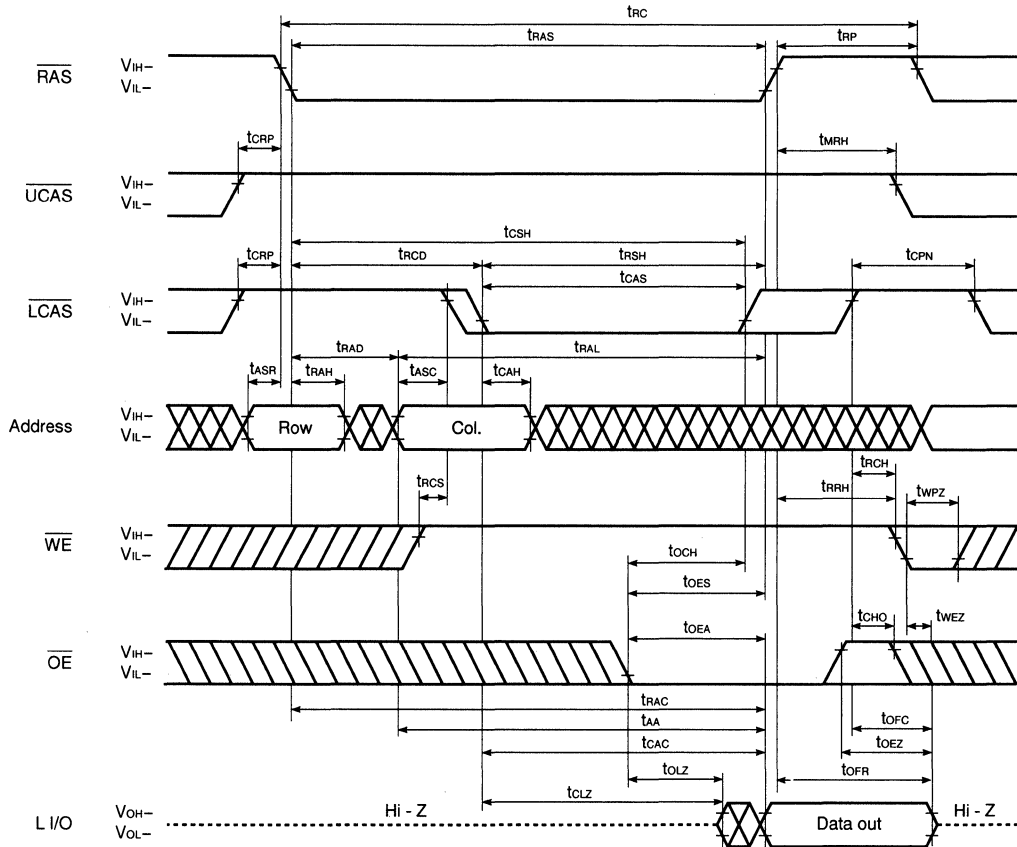 tRC
tRAS tRP
RAS VIH–
VIL–
tCRP tMRH
UCAS VIH–
VIL–
tCSH
tCRP tRCD tRSH tCPN
tCAS
LCAS VIH–
VIL–
tRAD tRAL
tASR tRAH tASC tCAH
Address VIH–
VIL–
Row Col.
tRCH
tRCS tRRH tWPZ
WE VIH–
VIL–
tOCH
tOES
tCHO tWEZ
tOEA
OE VIH–
VIL–
tRAC
tAA tOFC
tCAC tOEZ
tOLZ tOFR
tCLZ
L I/O VOH–
VOL–
Hi - Z Data out Hi - Z